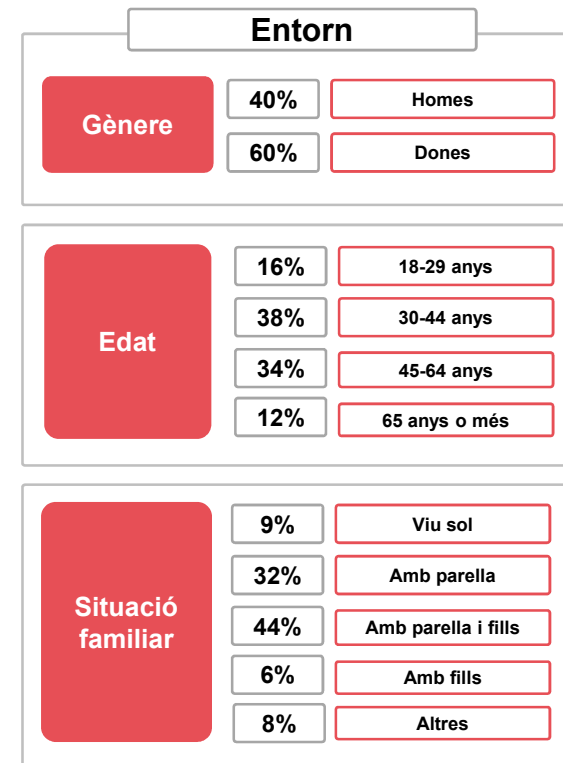 Entorn
Gènere
40%
Homes
60%
Dones
Edat
16%
18-29 anys
38%
30-44 anys
34%
45-64 anys
12%
65 anys o més
Situació
familiar
9%
Viu sol
32%
Amb parella
44%
Amb parella i fills
6%
Amb fills
8%
Altres